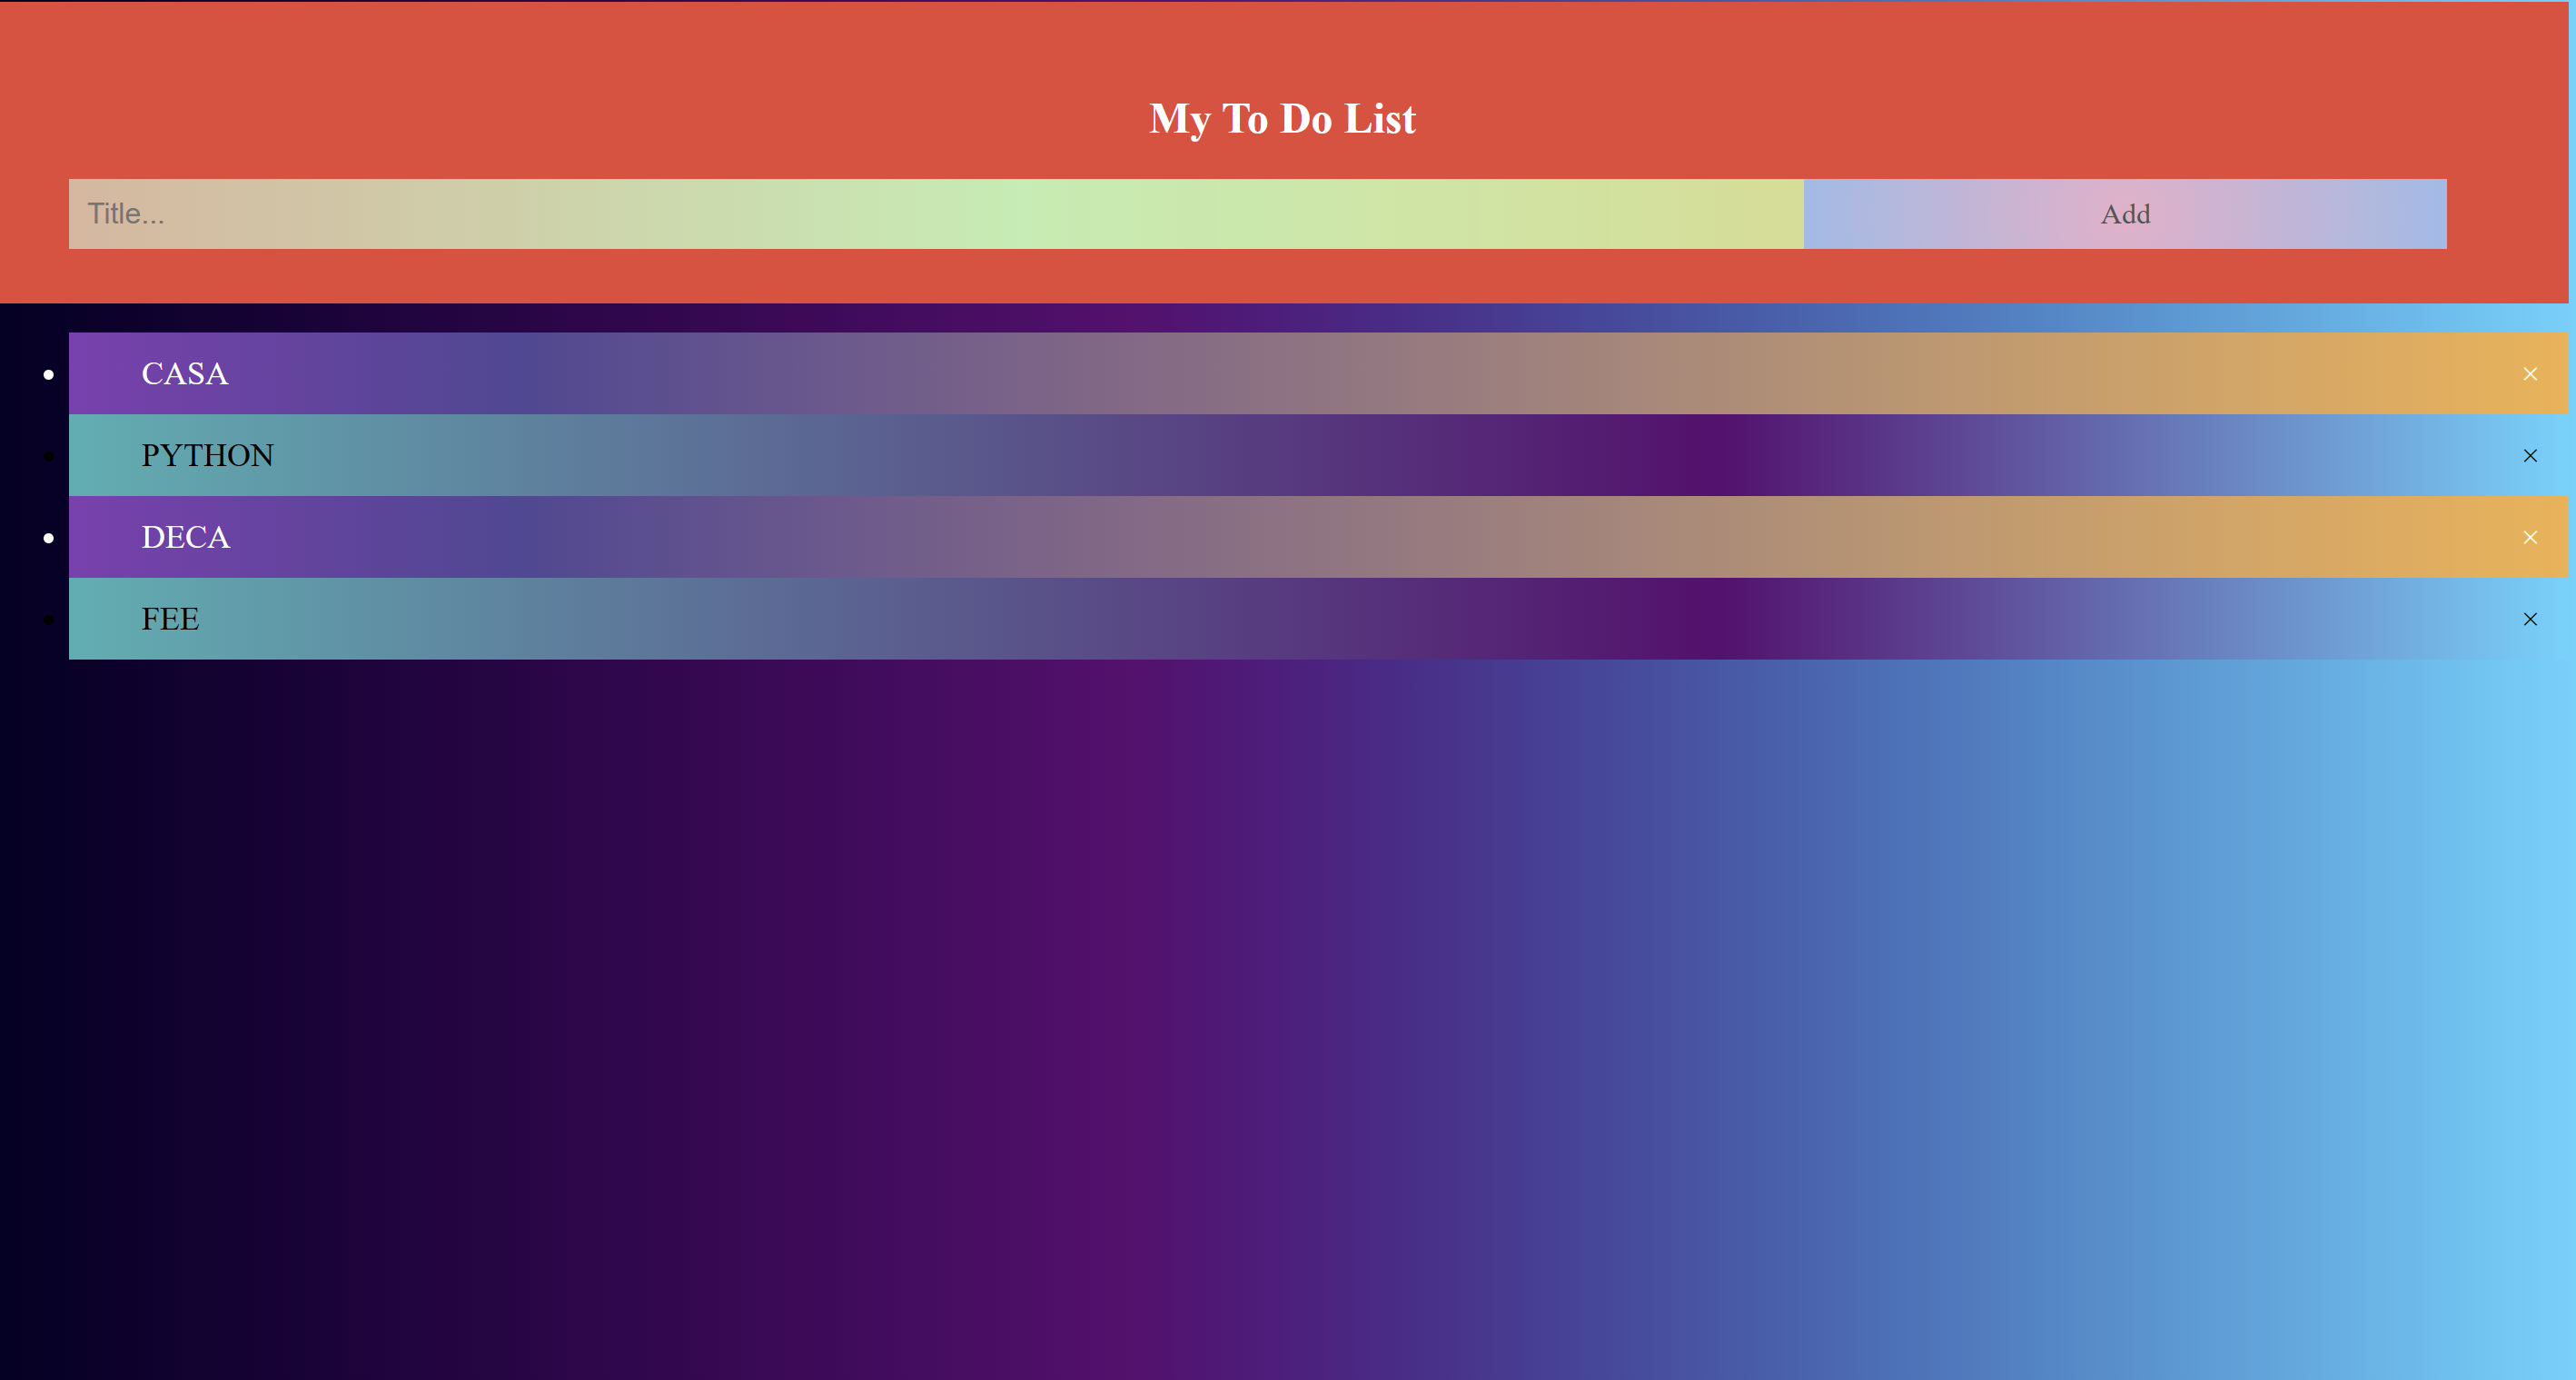 My To Do List
Title... Add
CASA ×
PYTHON ×
DECA ×
FEE ×